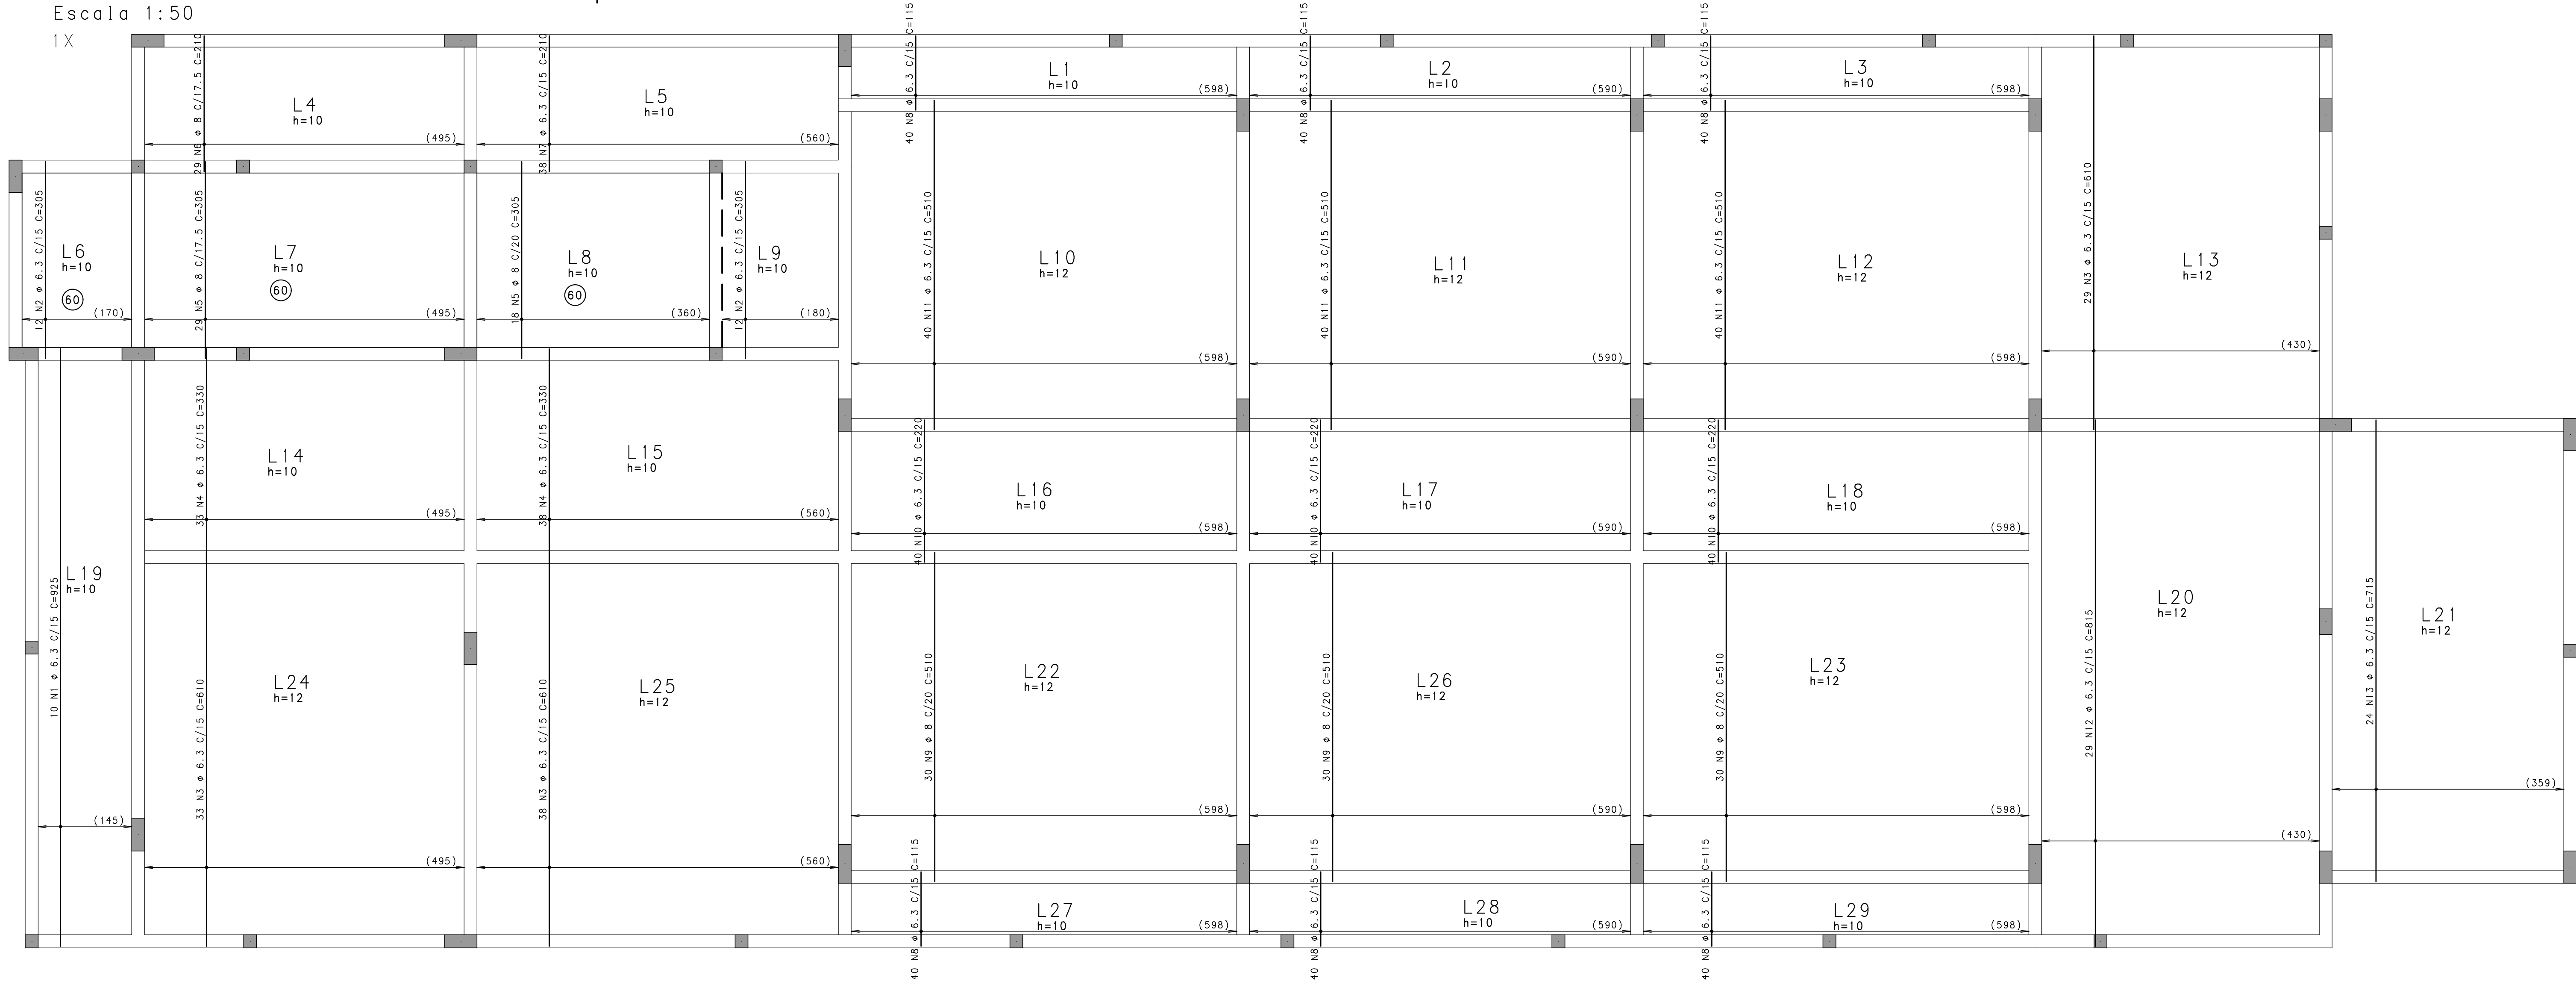 Escala 1:50
1X
29 N6 ϕ 8 C/17.5 C=210
L4
h=10
(495)
38 N7 ϕ 6.3 C/15 C=210
L5
h=10
(560)
40 N8 ϕ 6.3 C/15 C=115
L1
h=10
(598)
40 N8 ϕ 6.3 C/15 C=115
L2
h=10
(590)
40 N8 ϕ 6.3 C/15 C=115
L3
h=10
(598)
12 N2 ϕ 6.3 C/15 C=305
L6
h=10
60
(170)
29 N5 ϕ 8 C/17.5 C=305
L7
h=10
60
(495)
18 N5 ϕ 8 C/20 C=305
L8
h=10
60
(360)
12 N2 ϕ 6.3 C/15 C=305
L9
h=10
(180)
40 N11 ϕ 6.3 C/15 C=510
L10
h=12
(598)
40 N11 ϕ 6.3 C/15 C=510
L11
h=12
(590)
40 N11 ϕ 6.3 C/15 C=510
L12
h=12
(598)
29 N3 ϕ 6.3 C/15 C=610
L13
h=12
(430)
33 N4 ϕ 6.3 C/15 C=330
L14
h=10
(495)
38 N4 ϕ 6.3 C/15 C=330
L15
h=10
(560)
40 N10 ϕ 6.3 C/15 C=220
L16
h=10
(598)
40 N10 ϕ 6.3 C/15 C=220
L17
h=10
(590)
40 N10 ϕ 6.3 C/15 C=220
L18
h=10
(598)
10 N1 ϕ 6.3 C/15 C=925
L19
h=10
(145)
33 N3 ϕ 6.3 C/15 C=610
L24
h=12
(495)
38 N3 ϕ 6.3 C/15 C=610
L25
h=12
(560)
30 N9 ϕ 8 C/20 C=510
L22
h=12
(598)
30 N9 ϕ 8 C/20 C=510
L26
h=12
(590)
30 N9 ϕ 8 C/20 C=510
L23
h=12
(598)
29 N12 ϕ 6.3 C/15 C=815
L20
h=12
(430)
24 N13 ϕ 6.3 C/15 C=715
L21
h=12
(359)
40 N8 ϕ 6.3 C/15 C=115
L27
h=10
(598)
40 N8 ϕ 6.3 C/15 C=115
L28
h=10
(590)
40 N8 ϕ 6.3 C/15 C=115
L29
h=10
(598)